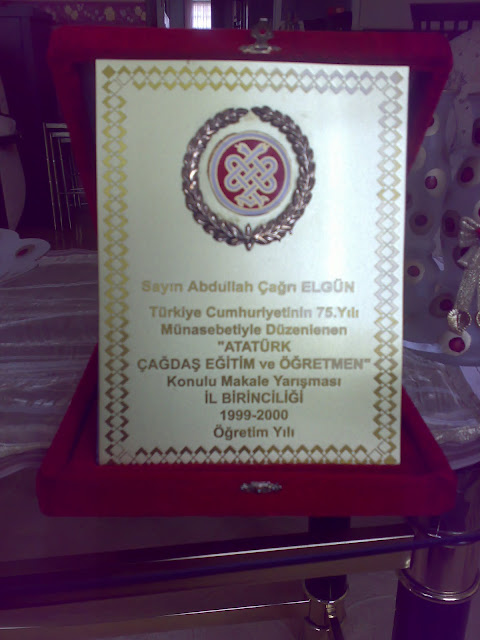 Sayın Abdullah Çağrı ELGÜN
Türkiye Cumhuriyetinin 75.Yılı
Münasebetiyle Düzenlenen
"ATATÜRK
ÇAĞDAŞ EĞİTİM ve ÖĞRETMEN"
Konulu Makale Yarışması
İL BİRİNCİLİĞİ
1999-2000
Öğretim Yılı